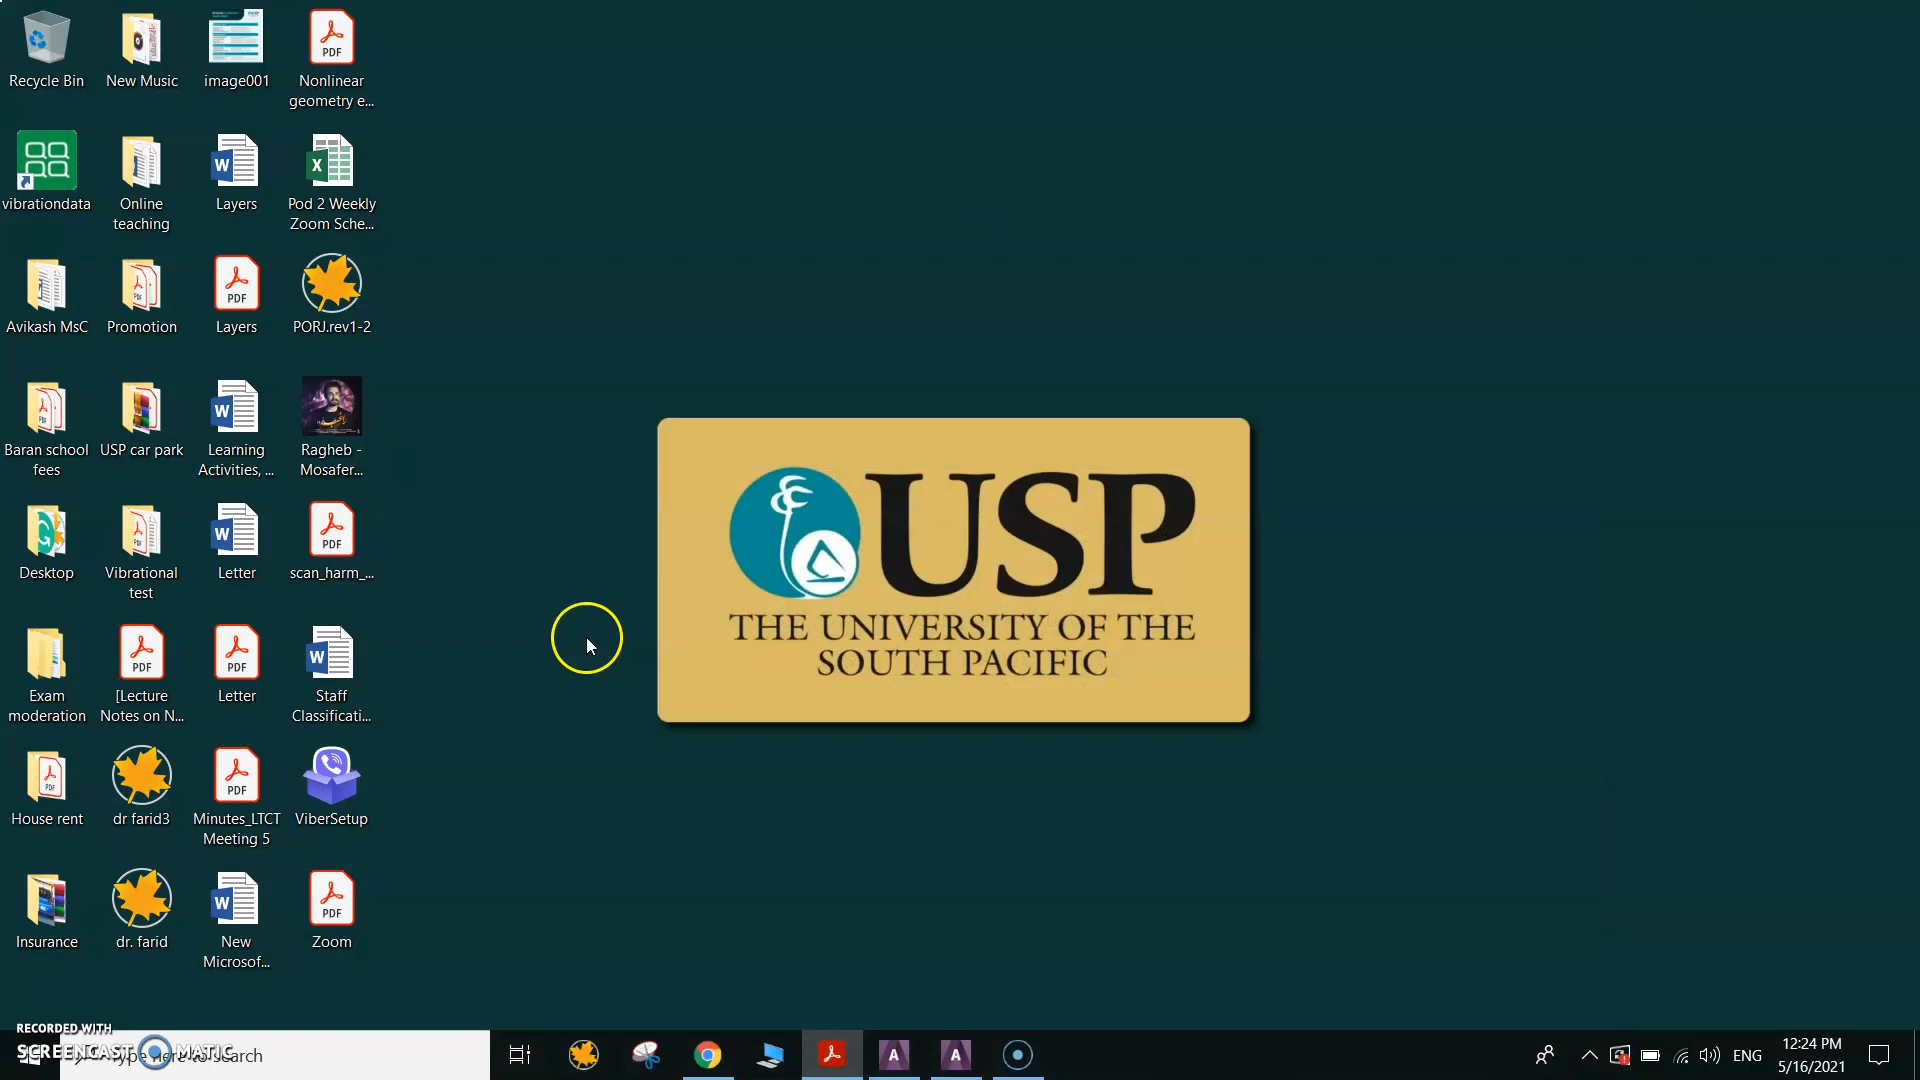 Recycle Bin
New Music
image001
Nonlinear
geometry e...
vibrationdata
Online
teaching
Layers
Pod 2 Weekly
Zoom Sche...
Avikash MsC
Promotion
Layers
PORJ.rev1-2
Baran school
fees
USP car park
Learning
Activities, ...
Ragheb -
Mosafer...
Desktop
Vibrational
test
Letter
scan_harm_...
Exam
moderation
[Lecture
Notes on N...
Letter
Staff
Classificati...
House rent
dr farid3
Minutes_LTCT
Meeting 5
ViberSetup
Insurance
dr. farid
New
Microsof...
Zoom
PDF
PDF
PDF
PDF
PDF
PDF
PDF
USP
THE UNIVERSITY OF THE
SOUTH PACIFIC
RECORDED WITH
SCREENCAST MATIC
Type here to search
ENG
12:24 PM
5/16/2021